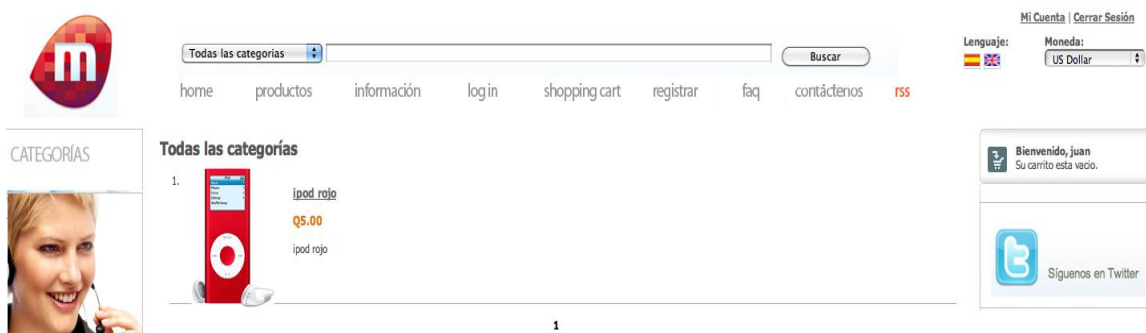 Mi Cuenta | Cerrar Sesión
m
Todas las categorias
Buscar
Lenguaje:
Moneda:
US Dollar
home productos información log in shopping cart registrar faq contáctenos rss
CATEGORÍAS
Todas las categorías
1.
ipod rojo
Q5.00
ipod rojo
Bienvenido, juan
Su carrito esta vacio.
Síguenos en Twitter
1